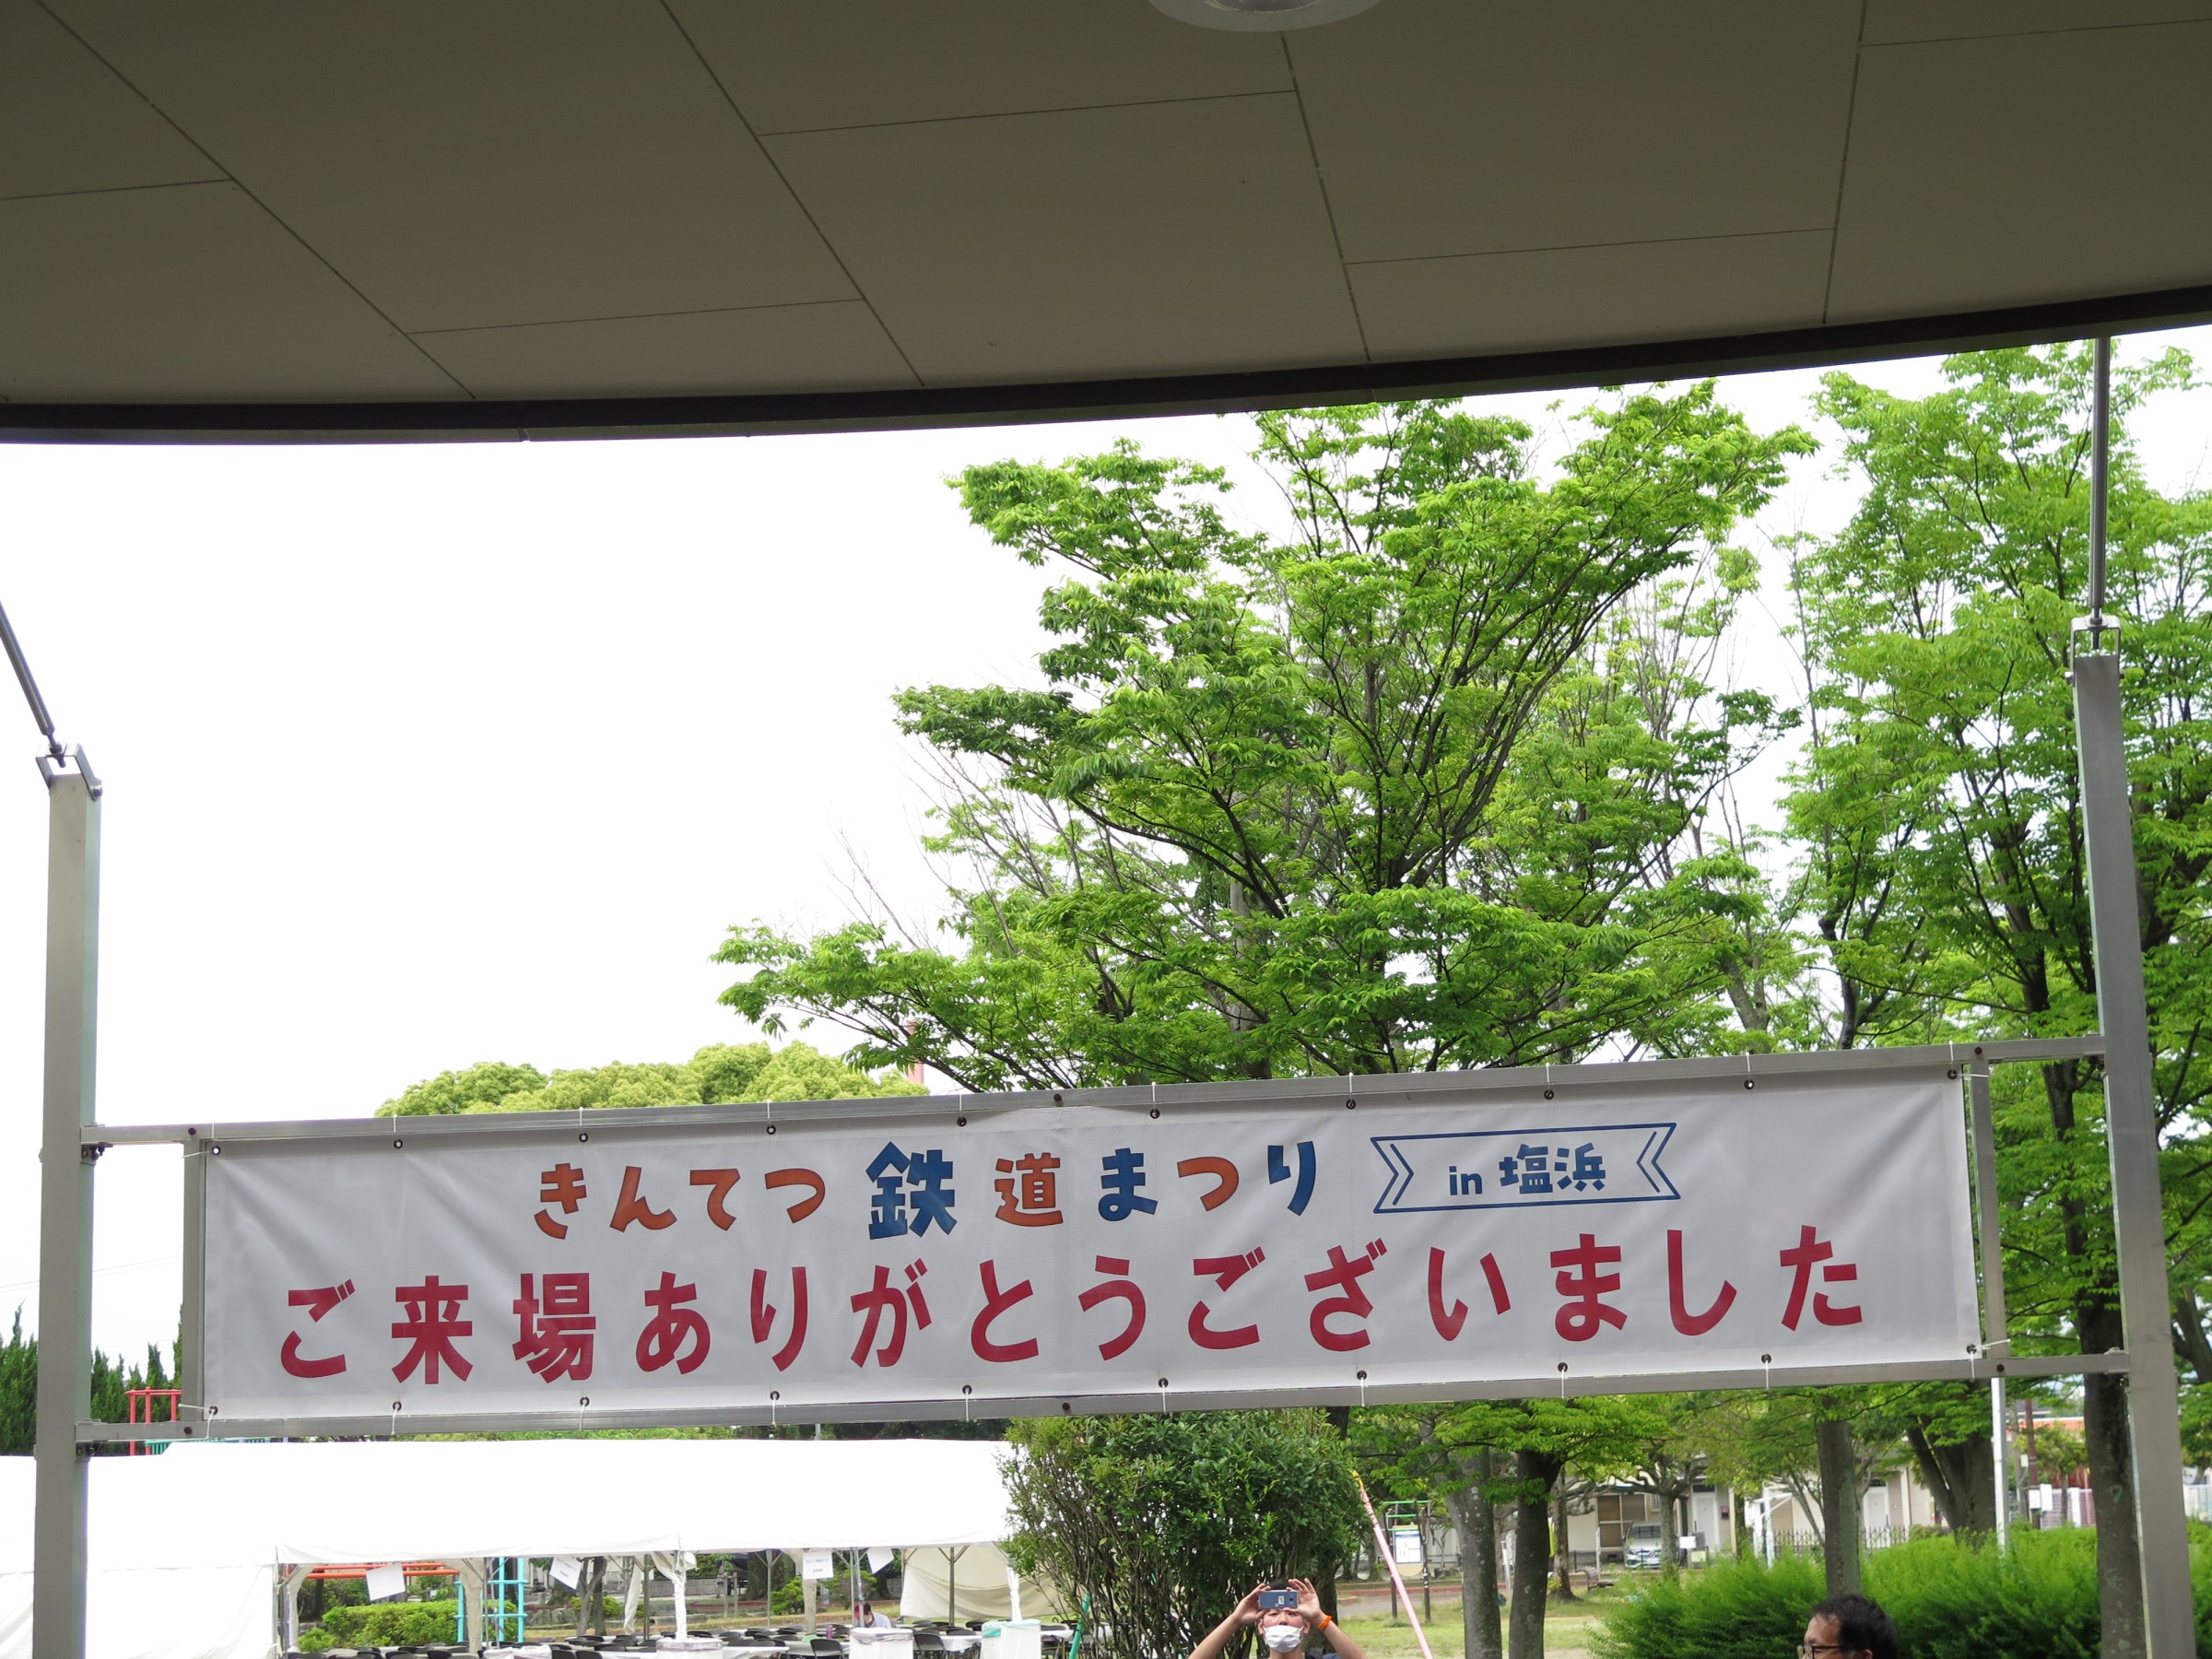 きんてつ鉄道まつり in 塩浜
ご来場ありがとうございました